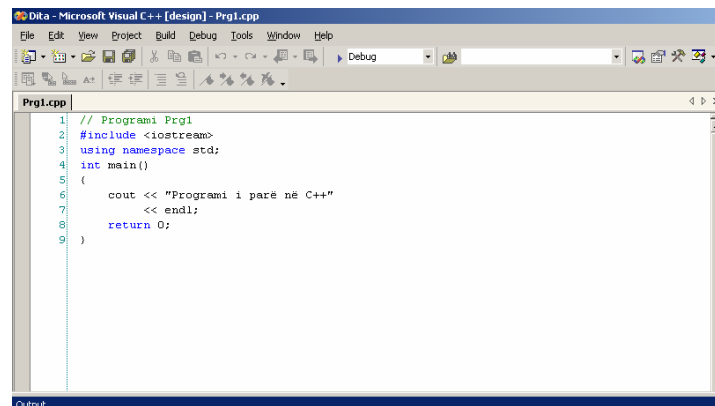 Dita - Microsoft Visual C++ [design] - Prg1.cpp
File Edit View Project Build Debug Tools Window Help
Debug
Prg1.cpp
1 // Programi Prg1
2 #include <iostream>
3 using namespace std;
4 int main()
5 {
6 cout << "Programi i parë në C++"
7 << endl;
8 return 0;
9 }
Output